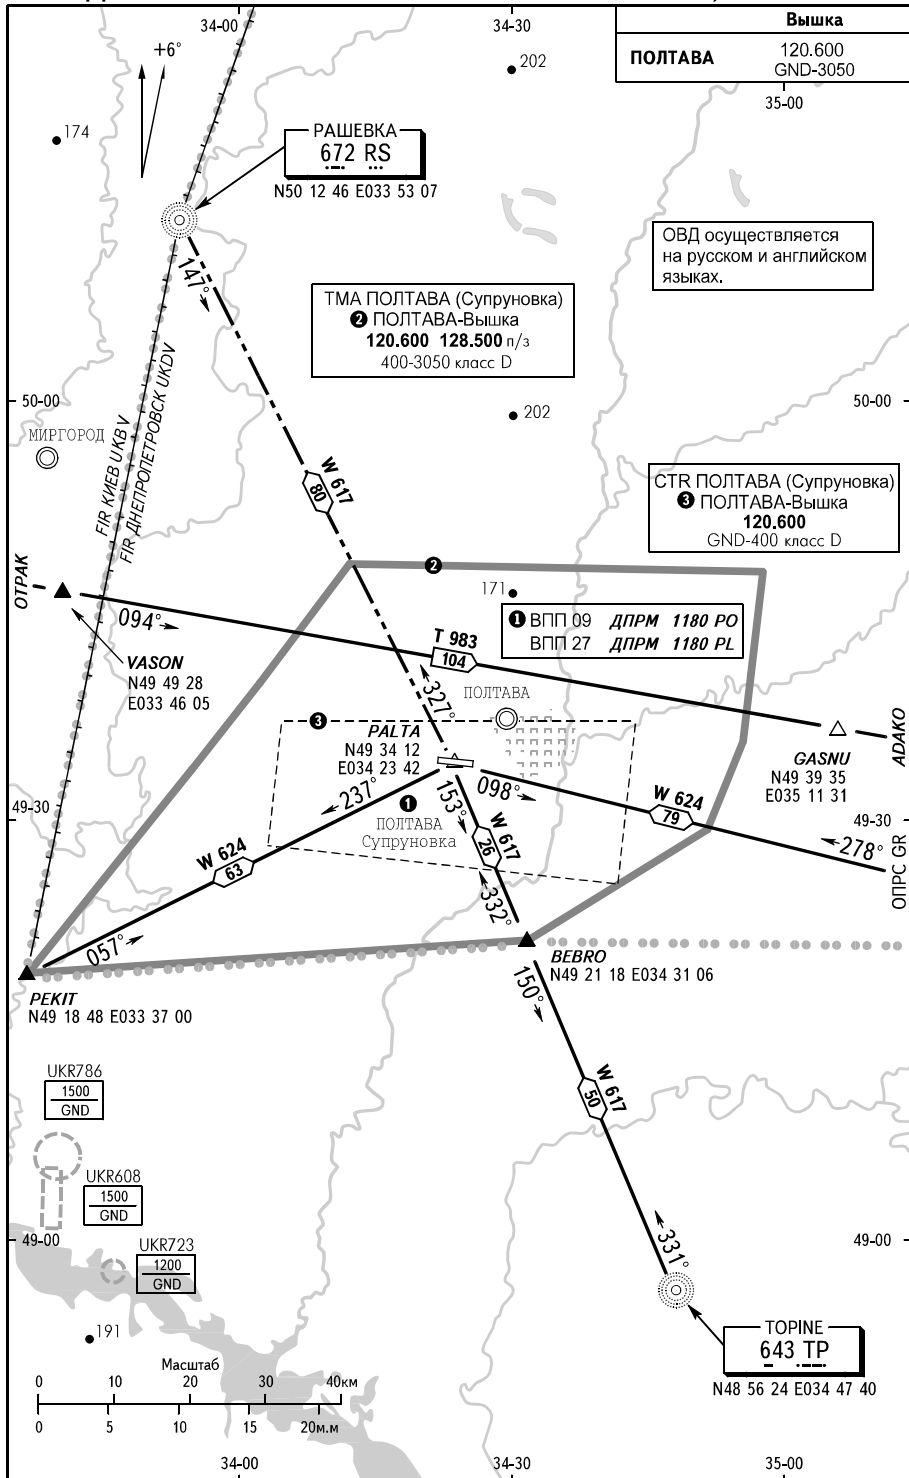 34-00
34-30
Вышка
ПОЛТАВА
120.600
GND-3050
35-00
+6°
202
174
РАШЕВКА
672 RS
N50 12 46 E033 53 07
ОВД осуществляется
на русском и английском
языках.
147°
ТМА ПОЛТАВА (Супруновка)
2 ПОЛТАВА-Вышка
120.600 128.500 п/з
400-3050 класс D
50-00
202
50-00
МИРГОРОД
FIR КИЕВ UKBV
FIR ДНЕПРОПЕТРОВСК UKDV
W 617
80
CTR ПОЛТАВА (Супруновка)
3 ПОЛТАВА-Вышка
120.600
GND-400 класс D
2
ОТРАК
171
094°
1 ВПП 09 ДПРМ 1180 PO
ВПП 27 ДПРМ 1180 PL
T 983
104
VASON
N49 49 28
E033 46 05
327°
ПОЛТАВА
3
PALTA
N49 34 12
E034 23 42
GASNU
N49 39 35
E035 11 31
ADAKO
237°
1
153°
098°
W 624
79
49-30
49-30
ПОЛТАВА
Супруновка
W 617
26
278°
ОПРС GR
W 624
63
332°
057°
BEBRO
N49 21 18 E034 31 06
PEKIT
N49 18 48 E033 37 00
150°
UKR786
1500
GND
W 617
50
UKR608
1500
GND
331°
49-00
49-00
UKR723
1200
GND
191
TOPINE
643 TP
N48 56 24 E034 47 40
Масштаб
0 10 20 30 40км
0 5 10 15 20м.м
34-00
34-30
35-00